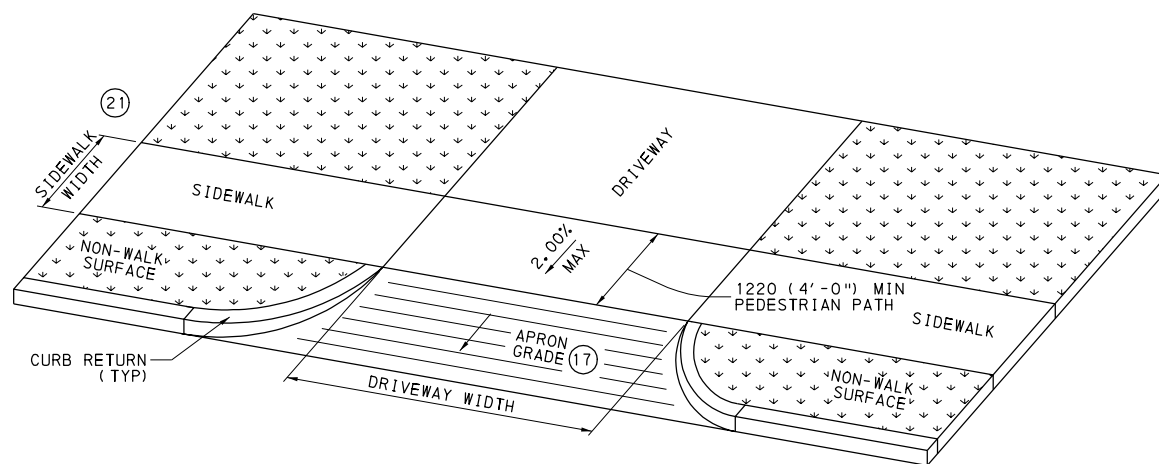 21
SIDEWALK
WIDTH
SIDEWALK
DRIVEWAY
NON-WALK
SURFACE
2.00%
MAX
1220 (4'-0") MIN
PEDESTRIAN PATH
SIDEWALK
CURB RETURN
(TYP)
APRON
GRADE 17
DRIVEWAY WIDTH
NON-WALK
SURFACE